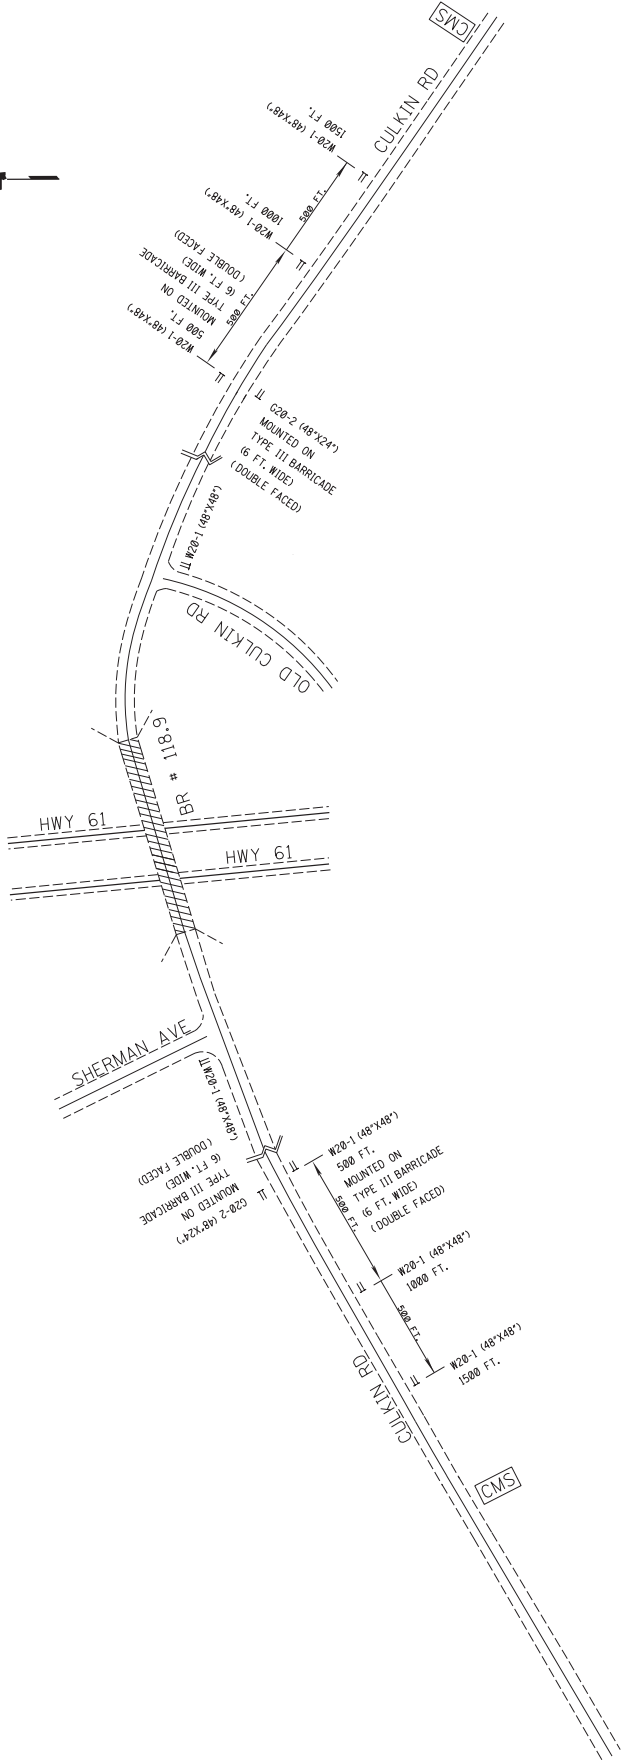 CMS
CULKIN RD
W20-1 (48"X48")
1500 FT.
500 FT.
W20-1 (48"X48")
1000 FT.
500 FT.
W20-1 (48"X48")
500 FT.
MOUNTED ON
TYPE III BARRICADE
(6 FT. WIDE)
(DOUBLE FACED)
G20-2 (48"X24")
MOUNTED ON
TYPE III BARRICADE
(6 FT. WIDE)
(DOUBLE FACED)
W20-1 (48"X48")
OLD CULKIN RD
BR # 118.9
HWY 61
HWY 61
SHERMAN AVE
W20-1 (48"X48")
G20-2 (48"X24")
MOUNTED ON
TYPE III BARRICADE
(6 FT. WIDE)
(DOUBLE FACED)
W20-1 (48"X48")
500 FT.
MOUNTED ON
TYPE III BARRICADE
(6 FT. WIDE)
(DOUBLE FACED)
500 FT.
W20-1 (48"X48")
1000 FT.
500 FT.
W20-1 (48"X48")
1500 FT.
CULKIN RD
CMS